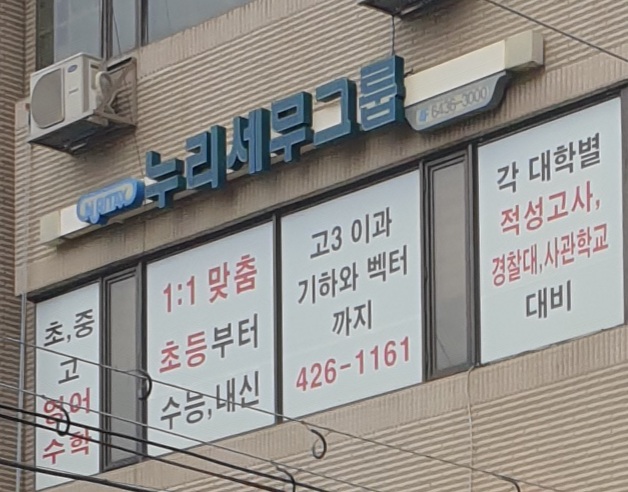 누리세무그룹
☎ 6436-3000
초,중
고
영어
수학
1:1 맞춤
초등부터
수능,내신
고3 이과
기하와 벡터
까지
426-1161
각 대학별
적성고사,
경찰대,사관학교
대비